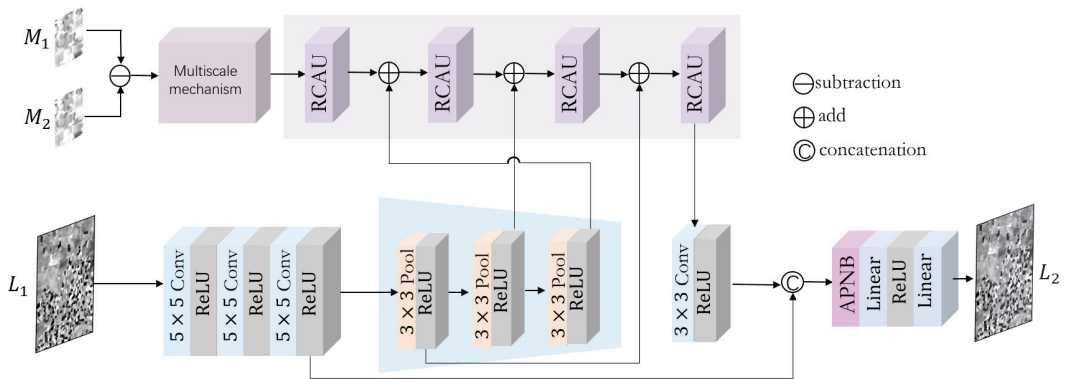 M₁
M₂
Multiscale
mechanism
RCAU
RCAU
RCAU
RCAU
subtraction
add
C concatenation
L₁
5 × 5 Conv
ReLU
5 × 5 Conv
ReLU
5 × 5 Conv
ReLU
3 × 3 Pool
ReLU
3 × 3 Pool
ReLU
3 × 3 Pool
ReLU
3 × 3 Conv
ReLU
C
APNB
Linear
ReLU
Linear
L₂